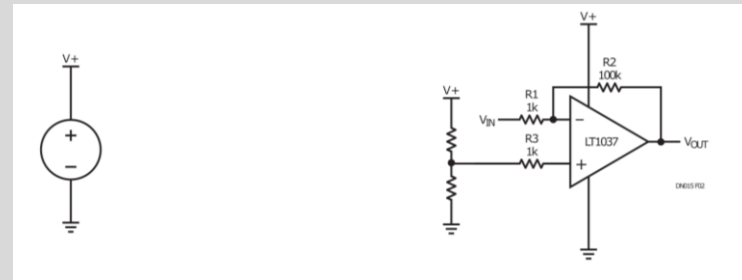 V+
+
−
V+
VIN
R1
1k
R3
1k
V+
R2
100k
−
LT1037
+
VOUT
DN015 F02